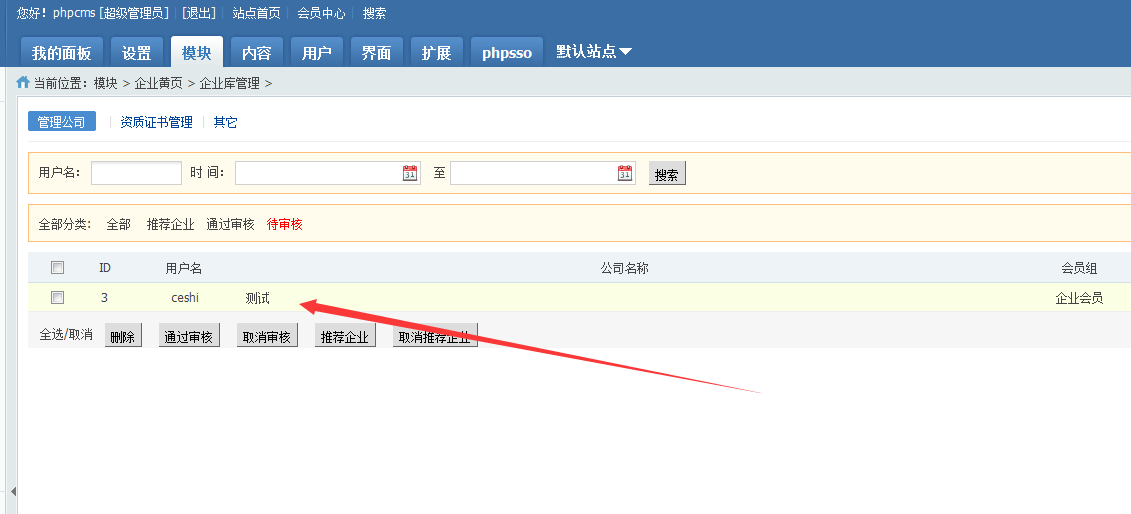 您好！phpcms [超级管理员] | [退出] | 站点首页 | 会员中心 | 搜索
我的面板 设置 模块 内容 用户 界面 扩展 phpsso 默认站点
当前位置：模块 > 企业黄页 > 企业库管理 >
管理公司 | 资质证书管理 | 其它
用户名： 时 间： 31 至 31 搜索
全部分类: 全部 推荐企业 通过审核 待审核
ID 用户名 公司名称 会员组
3 ceshi 测试 企业会员
全选/取消 删除 通过审核 取消审核 推荐企业 取消推荐企业